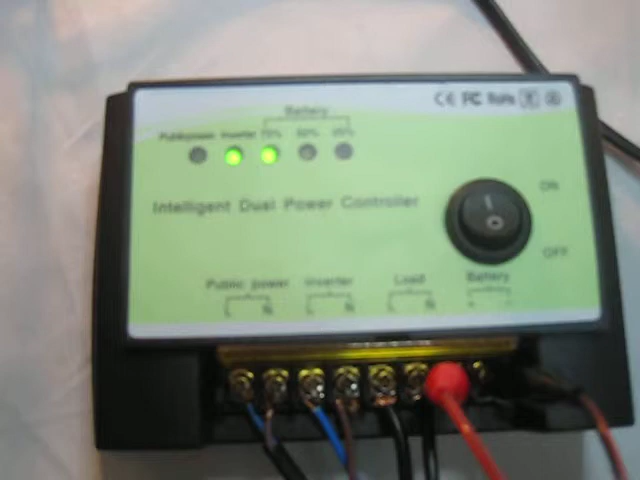 CE FC RoHs
Battery
Publicpower Inverter 75% 50% 25%
Intelligent Dual Power Controller
ON
OFF
Public power Inverter Load Battery
L N L N L N + -